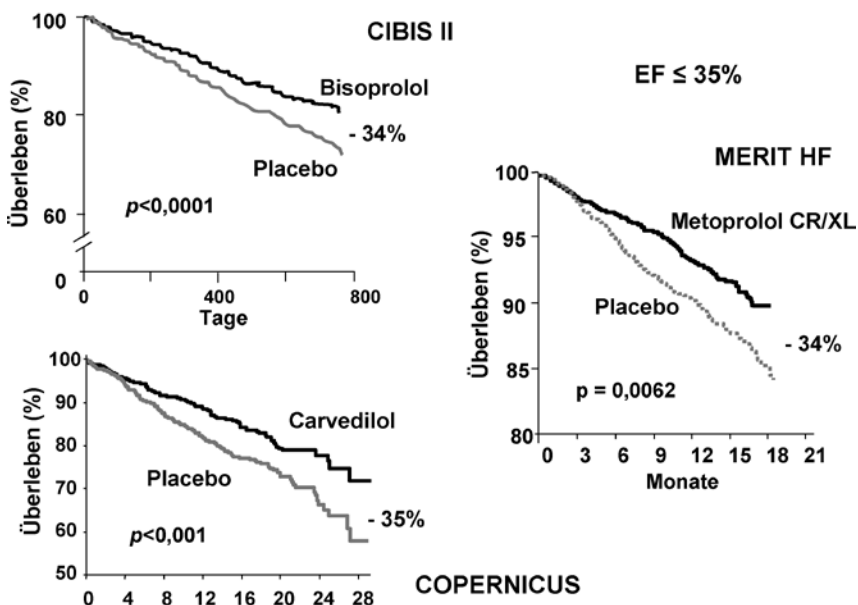 CIBIS II
Überleben (%)
100
80
60
0
Bisoprolol
- 34%
Placebo
p<0,0001
0
400
800
Tage
EF ≤ 35%
MERIT HF
Überleben (%)
100
95
90
85
80
Metoprolol CR/XL
Placebo
- 34%
p = 0,0062
0 3 6 9 12 15 18 21
Monate
Überleben (%)
100
90
80
70
60
50
Carvedilol
Placebo
- 35%
p<0,001
0 4 8 12 16 20 24 28
COPERNICUS